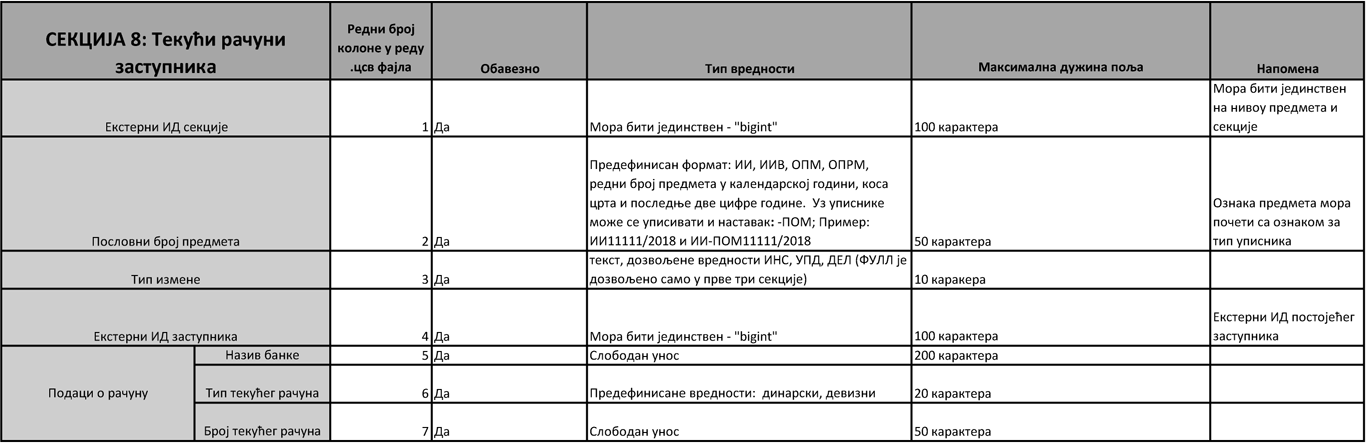 СЕКЦИЈА 8: Текући рачуни
заступника
Редни број
колоне у реду
.цсв фајла
Обавезно
Тип вредности
Максимална дужина поља
Напомена
Екстерни ИД секције
1
Да
Мора бити јединствен - "bigint"
100 карактера
Мора бити јединствен
на нивоу предмета и
секције
Пословни број предмета
2
Да
Предефинисан формат: ИИ, ИИВ, ОПМ, ОПРМ,
редни број предмета у календарској години, коса
црта и последње две цифре године.  Уз уписнике
може се уписивати и наставак: -ПОМ; Пример:
ИИ11111/2018 и ИИ-ПОМ11111/2018
50 карактера
Ознака предмета мора
почети са ознаком за
тип уписника
Тип измене
3
Да
текст, дозвољене вредности ИНС, УПД, ДЕЛ (ФУЛЛ је
дозвољено само у прве три секције)
10 каракера
Екстерни ИД заступника
4
Да
Мора бити јединствен - "bigint"
100 карактера
Екстерни ИД постојећег
заступника
Подаци о рачуну
Назив банке
5
Да
Слободан унос
200 карактера
Тип текућег рачуна
6
Да
Предефинисане вредности:  динарски, девизни
20 карактера
Број текућег рачуна
7
Да
Слободан унос
50 карактера